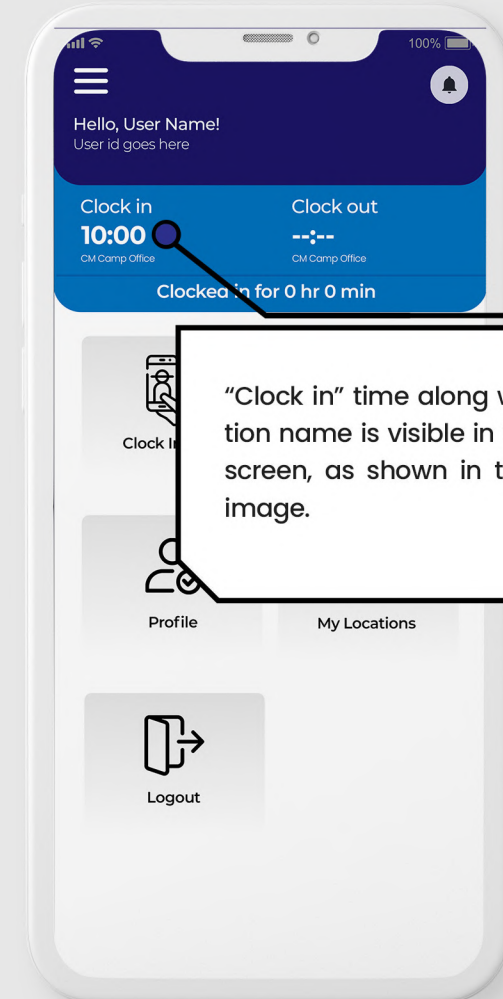 100%
Hello, User Name!
User id goes here
Clock in
10:00
CM Camp Office
Clock out
--:--
CM Camp Office
Clocked in for 0 hr 0 min
Clock
"Clock in" time along
tion name is visible in
screen, as shown in
image.
Profile
My Locations
Logout